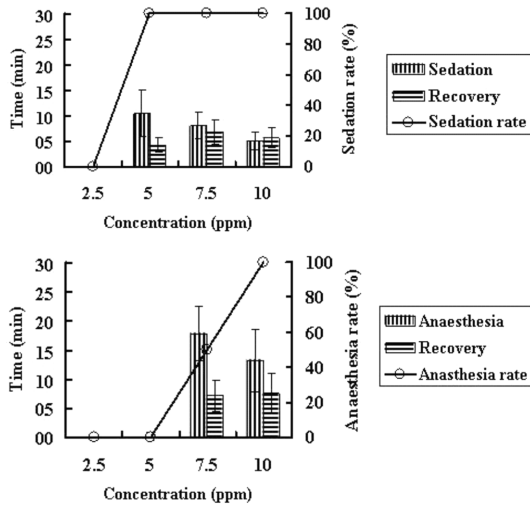 30
25
20
15
10
05
00
Time (min)
100
80
60
40
20
0
Sedation rate (%)
2.5 5 7.5 10
Concentration (ppm)
Sedation
Recovery
Sedation rate
30
25
20
15
10
05
00
Time (min)
100
80
60
40
20
0
Anaesthesia rate (%)
2.5 5 7.5 10
Concentration (ppm)
Anaesthesia
Recovery
Anasthesia rate